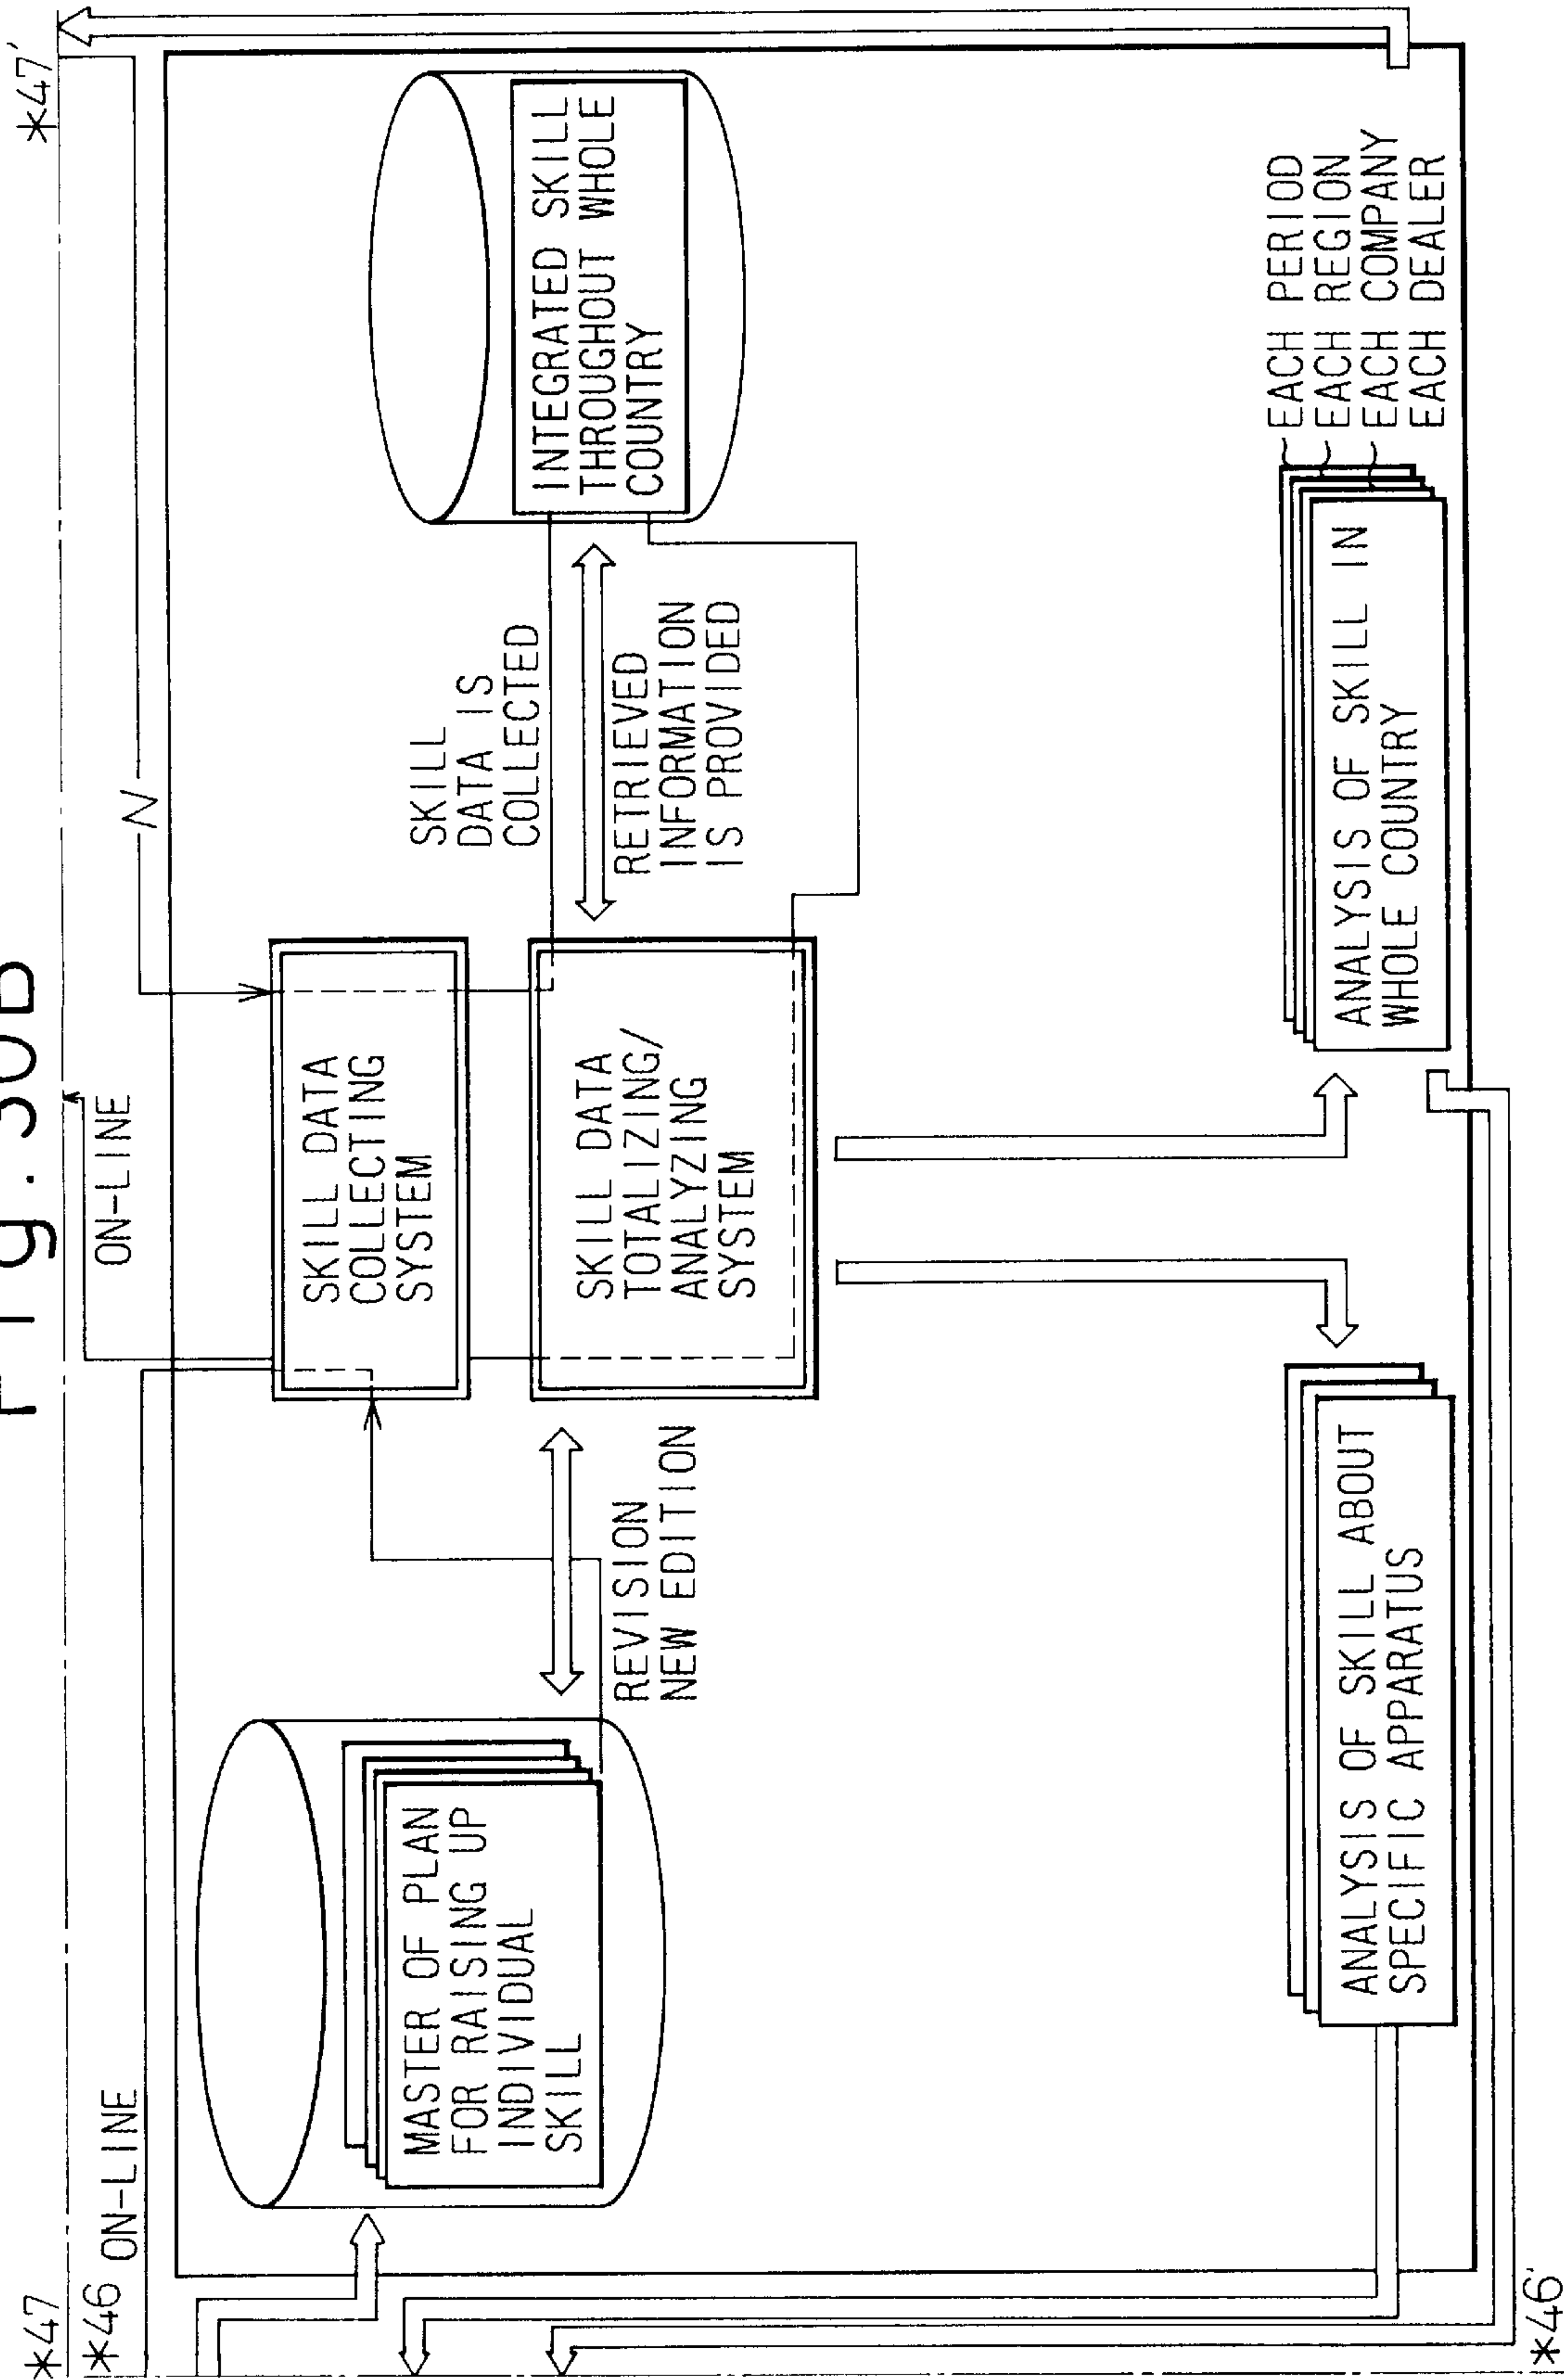 Fig. 30B
*47
*47'
*46 ON-LINE
ON-LINE
MASTER OF PLAN
FOR RAISING UP
INDIVIDUAL
SKILL
REVISION
NEW EDITION
SKILL DATA
COLLECTING
SYSTEM
SKILL DATA
TOTALIZING/
ANALYZING
SYSTEM
SKILL
DATA IS
COLLECTED
RETRIEVED
INFORMATION
IS PROVIDED
INTEGRATED SKILL
THROUGHOUT WHOLE
COUNTRY
ANALYSIS OF SKILL ABOUT
SPECIFIC APPARATUS
ANALYSIS OF SKILL IN
WHOLE COUNTRY
EACH PERIOD
EACH REGION
EACH COMPANY
EACH DEALER
*46'